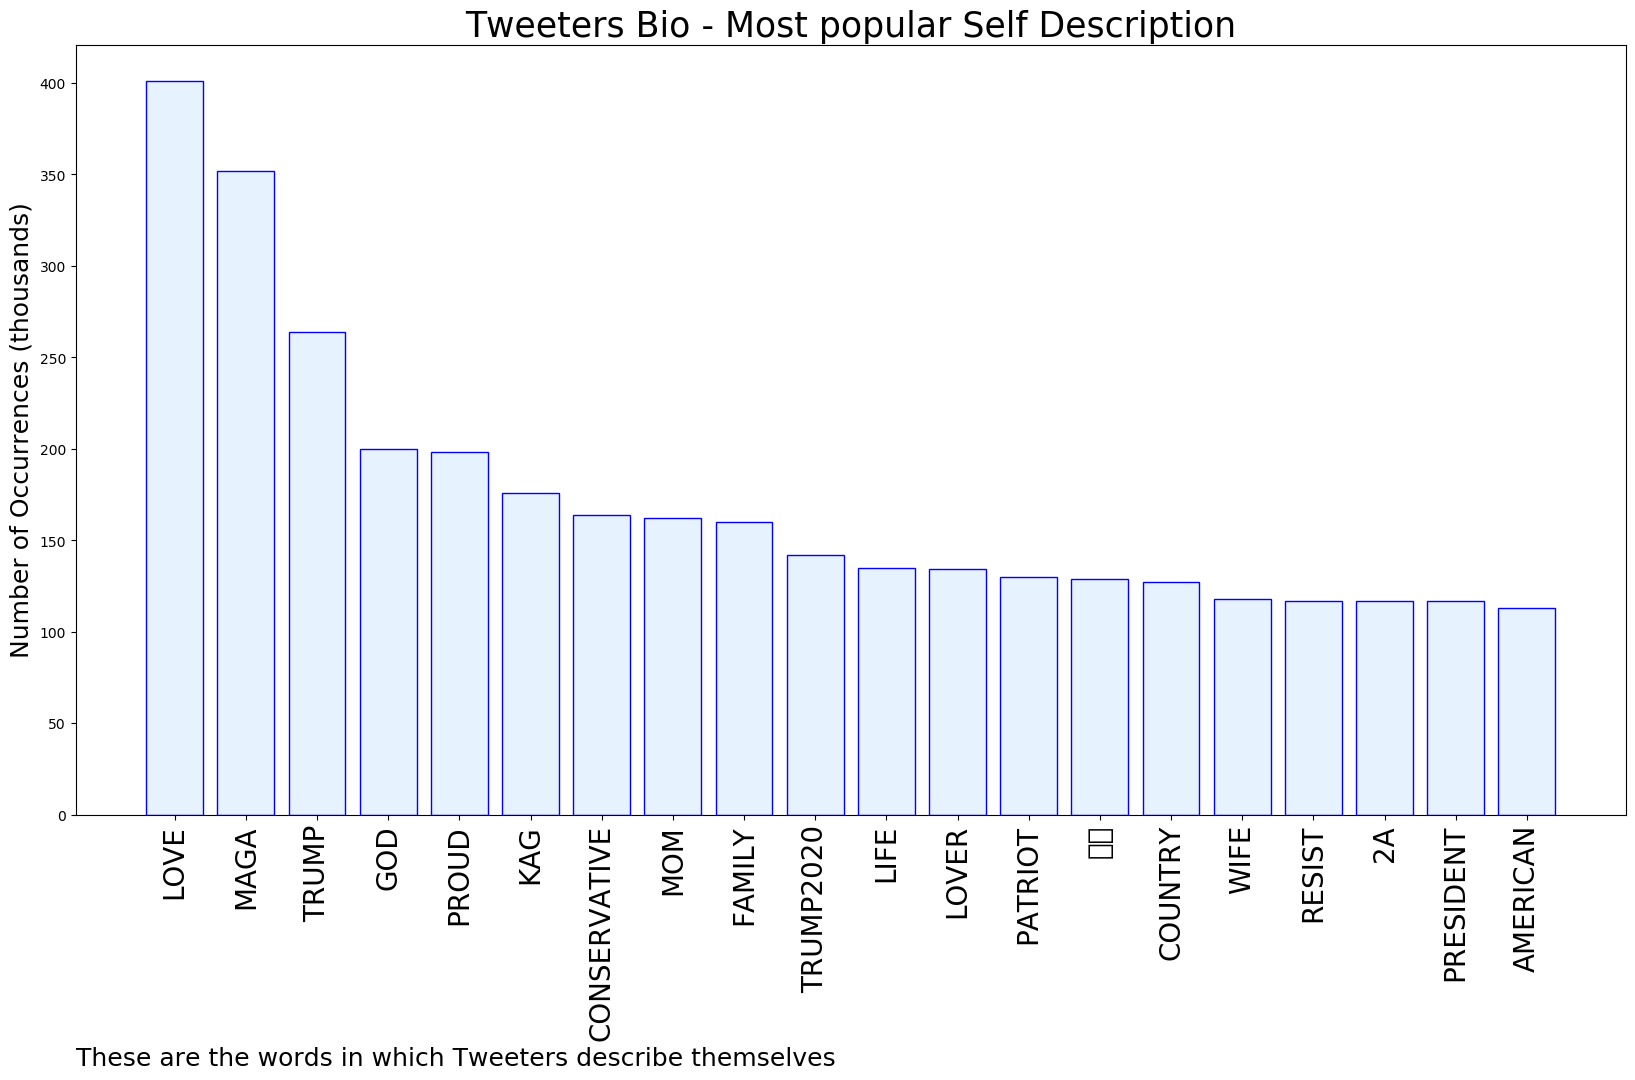 Tweeters Bio - Most popular Self Description
Number of Occurrences (thousands)
400
350
300
250
200
150
100
50
0
LOVE
MAGA
TRUMP
GOD
PROUD
KAG
CONSERVATIVE
MOM
FAMILY
TRUMP2020
LIFE
LOVER
PATRIOT
COUNTRY
WIFE
RESIST
2A
PRESIDENT
AMERICAN
These are the words in which Tweeters describe themselves